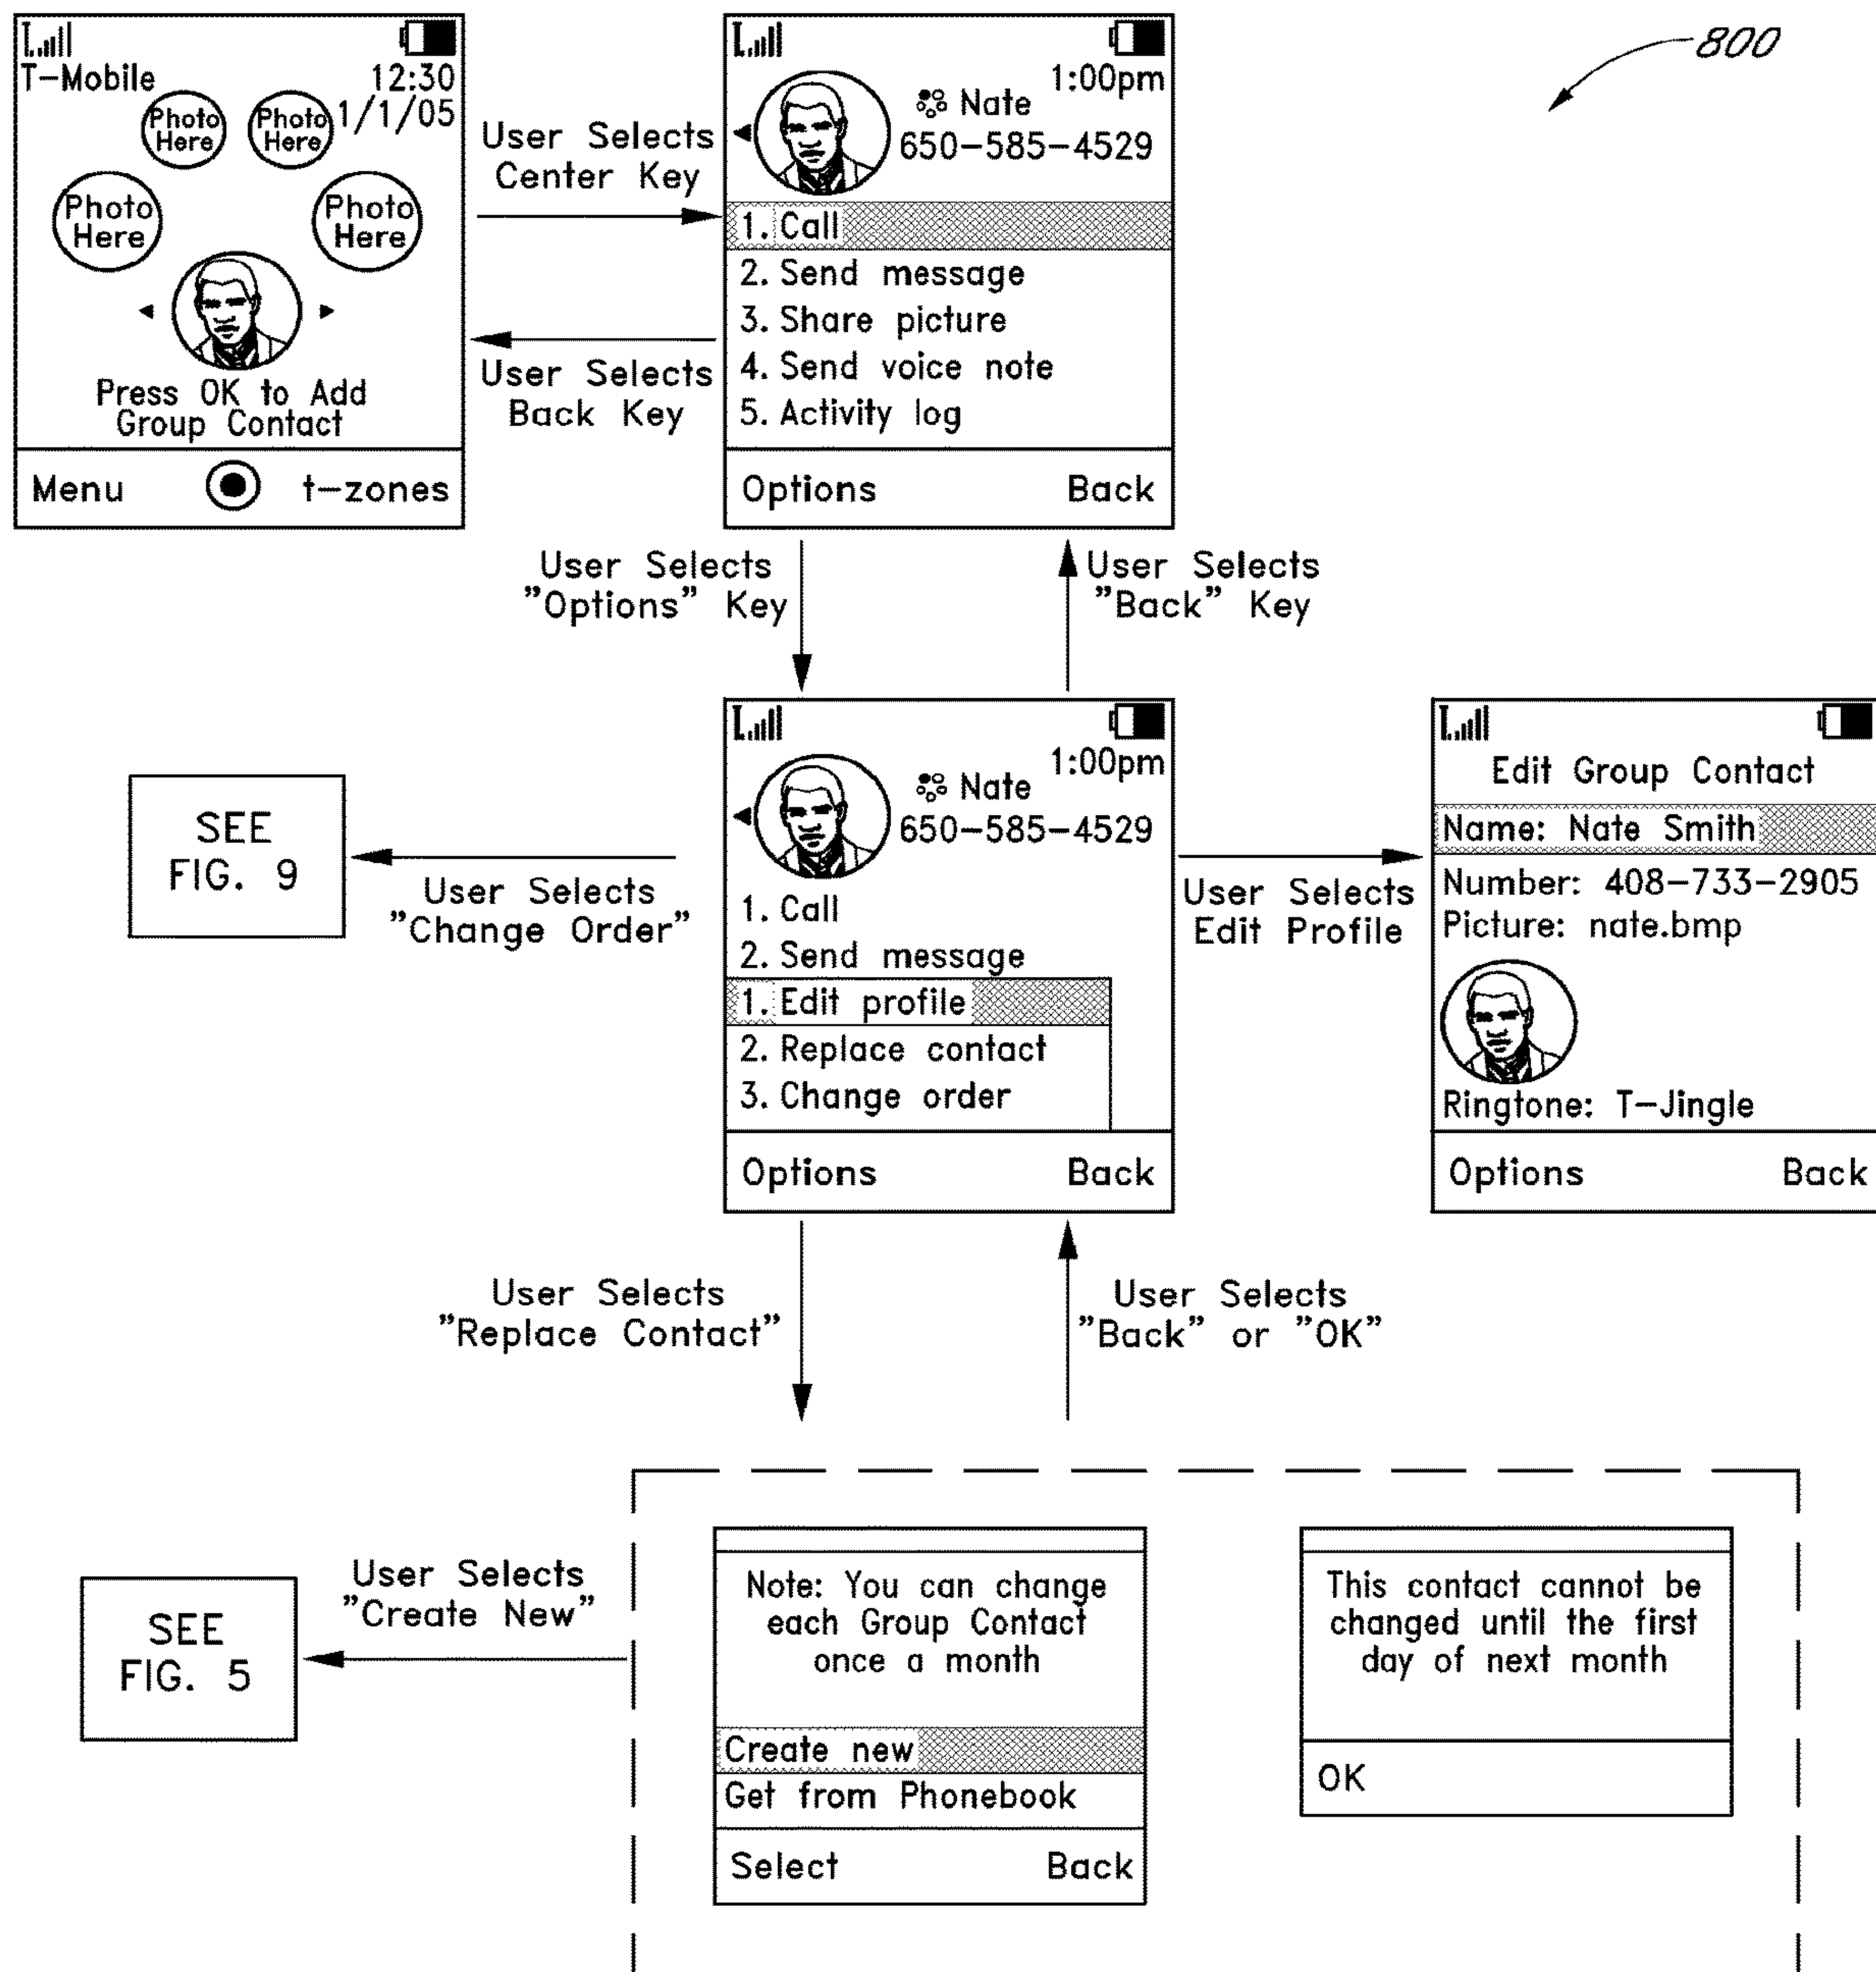 T-Mobile
12:30
1/1/05
Photo
Here
Photo
Here
Photo
Here
Photo
Here
Press OK to Add
Group Contact
Menu
t-zones
User Selects
Center Key
User Selects
Back Key
1:00pm
Nate
650-585-4529
1. Call
2. Send message
3. Share picture
4. Send voice note
5. Activity log
Options
Back
800
User Selects
"Options" Key
User Selects
"Back" Key
SEE
FIG. 9
User Selects
"Change Order"
1:00pm
Nate
650-585-4529
1. Call
2. Send message
1. Edit profile
2. Replace contact
3. Change order
Options
Back
User Selects
Edit Profile
Edit Group Contact
Name: Nate Smith
Number: 408-733-2905
Picture: nate.bmp
Ringtone: T-Jingle
Options
Back
User Selects
"Replace Contact"
User Selects
"Back" or "OK"
SEE
FIG. 5
User Selects
"Create New"
Note: You can change
each Group Contact
once a month
Create new
Get from Phonebook
Select
Back
This contact cannot be
changed until the first
day of next month
OK